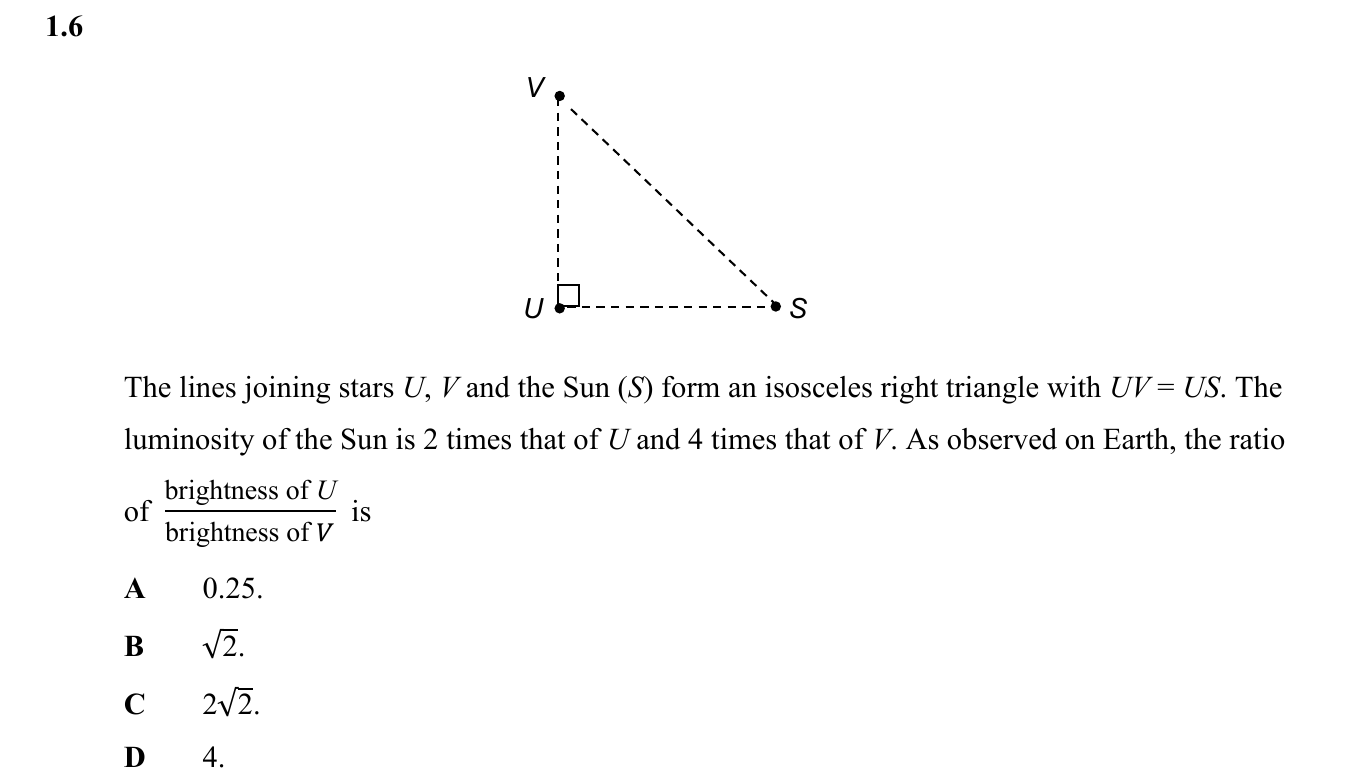 1.6
V
U
S
The lines joining stars U, V and the Sun (S) form an isosceles right triangle with UV = US. The
luminosity of the Sun is 2 times that of U and 4 times that of V. As observed on Earth, the ratio
of brightness of U / brightness of V is
A 0.25.
B √2.
C 2√2.
D 4.